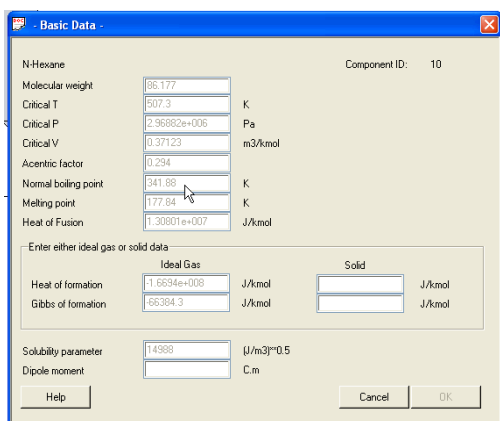 - Basic Data -
N-Hexane Component ID: 10
Molecular weight 86.177
Critical T 507.3 K
Critical P 2.96882e+006 Pa
Critical V 0.37123 m3/kmol
Acentric factor 0.294
Normal boiling point 341.88 K
Melting point 177.84 K
Heat of Fusion 1.30801e+007 J/kmol
Enter either ideal gas or solid data
Ideal Gas Solid
Heat of formation -1.6694e+008 J/kmol J/kmol
Gibbs of formation -66384.3 J/kmol J/kmol
Solubility parameter 14988 (J/m3)**0.5
Dipole moment C.m
Help Cancel OK